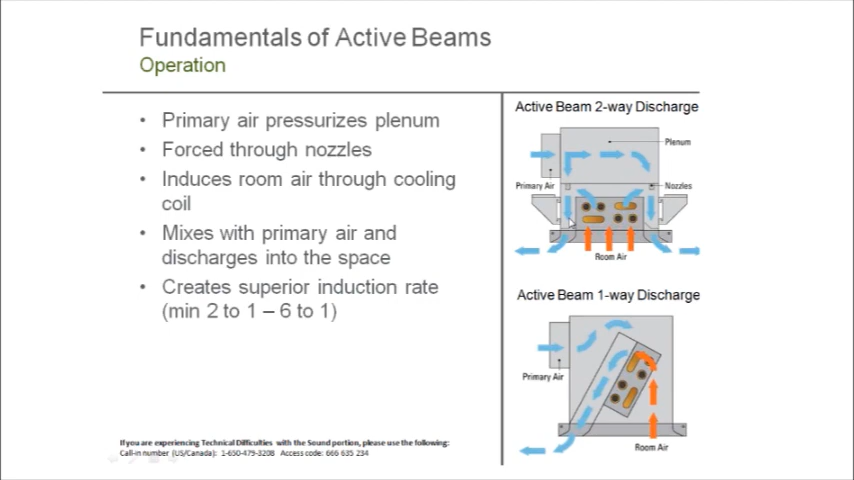 Fundamentals of Active Beams
Operation
• Primary air pressurizes plenum
• Forced through nozzles
• Induces room air through cooling
coil
• Mixes with primary air and
discharges into the space
• Creates superior induction rate
(min 2 to 1 – 6 to 1)
Active Beam 2-way Discharge
Plenum
Primary Air
Nozzles
Room Air
Active Beam 1-way Discharge
Primary Air
Room Air
If you are experiencing Technical Difficulties with the Sound portion, please use the following:
Call-in number (US/Canada): 1-650-479-3208 Access code: 666 635 234